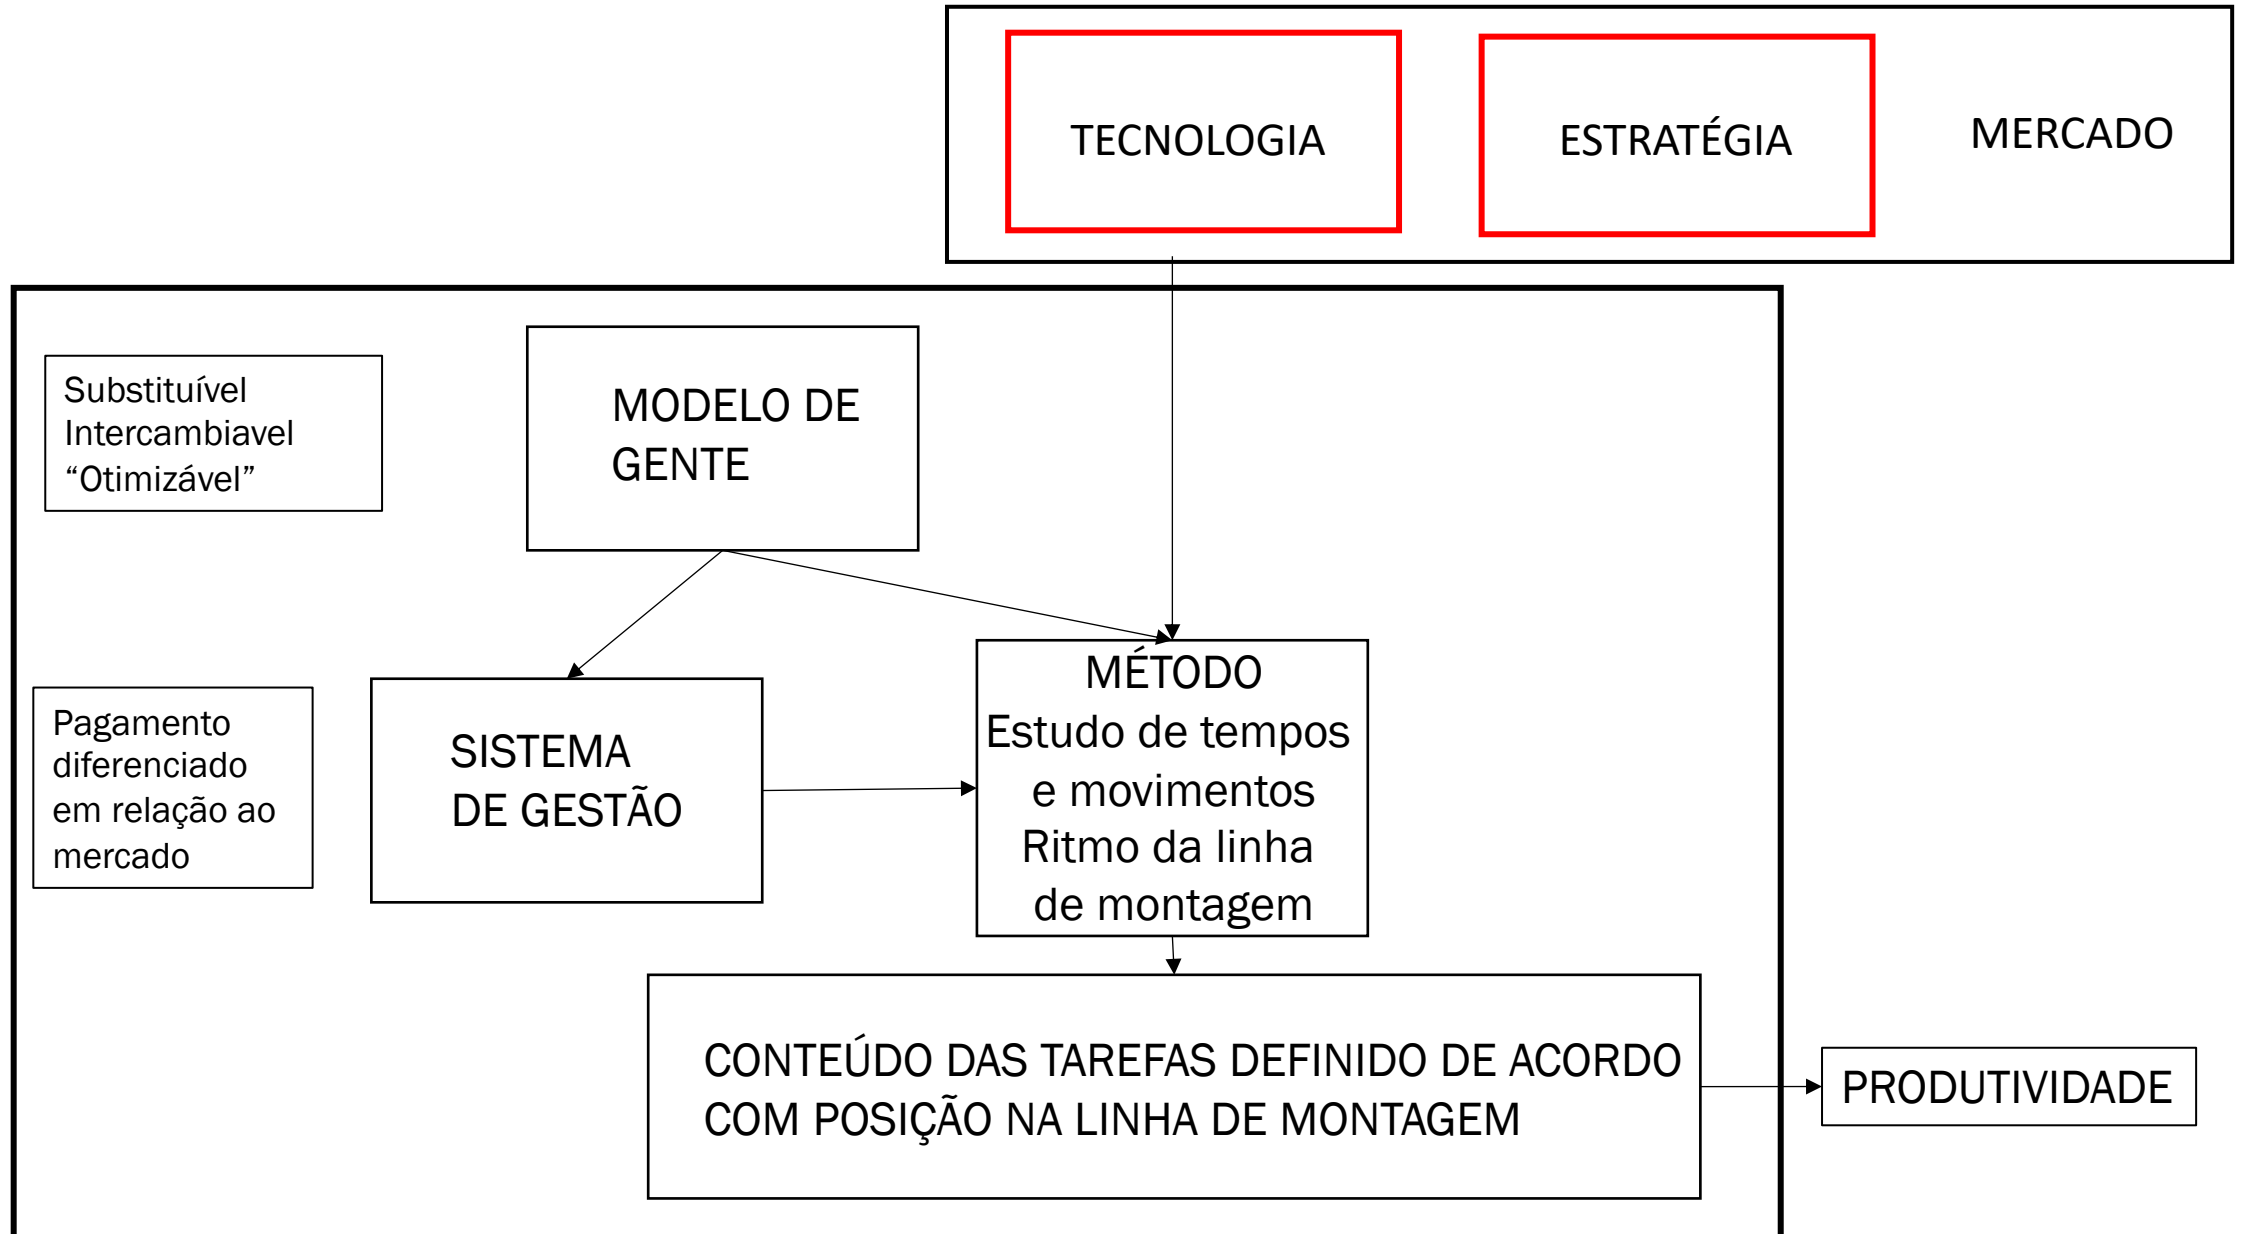 TECNOLOGIA
ESTRATÉGIA
MERCADO
Substituível
Intercambiavel
“Otimizável”
MODELO DE
GENTE
Pagamento
diferenciado
em relação ao
mercado
SISTEMA
DE GESTÃO
MÉTODO
Estudo de tempos
e movimentos
Ritmo da linha
de montagem
CONTEÚDO DAS TAREFAS DEFINIDO DE ACORDO
COM POSIÇÃO NA LINHA DE MONTAGEM
PRODUTIVIDADE